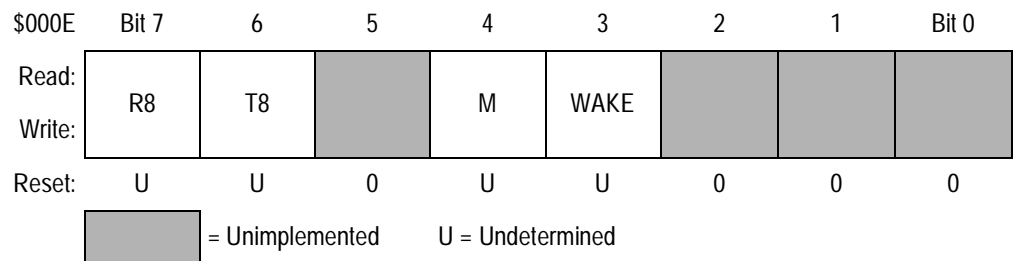 $000E Bit 7 6 5 4 3 2 1 Bit 0
Read:
R8 T8 M WAKE
Write:
Reset: U U 0 U U 0 0 0
= Unimplemented U = Undetermined